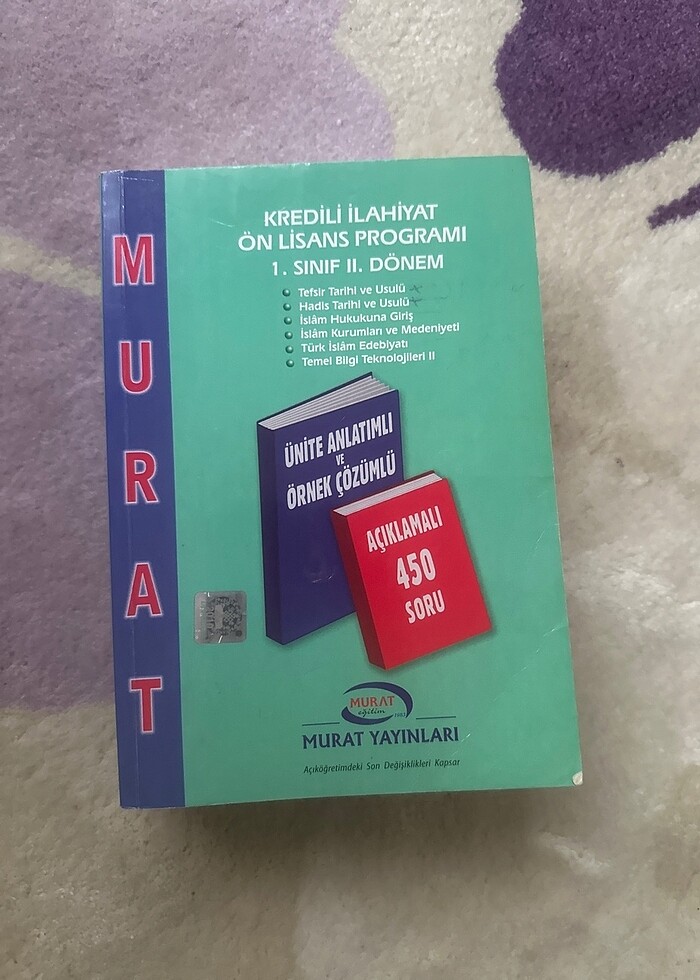 MURAT
KREDİLİ İLAHİYAT
ÖN LİSANS PROGRAMI
1. SINIF II. DÖNEM
Tefsir Tarihi ve Usulü
Hadis Tarihi ve Usulü
İslâm Hukukuna Giriş
İslâm Kurumları ve Medeniyeti
Türk İslâm Edebiyatı
Temel Bilgi Teknolojileri II
ÜNİTE ANLATIMLI
VE
ÖRNEK ÇÖZÜMLÜ
AÇIKLAMALI
450
SORU
MURAT
eğitim
1983
MURAT YAYINLARI
Açıköğretimdeki Son Değişiklikleri Kapsar